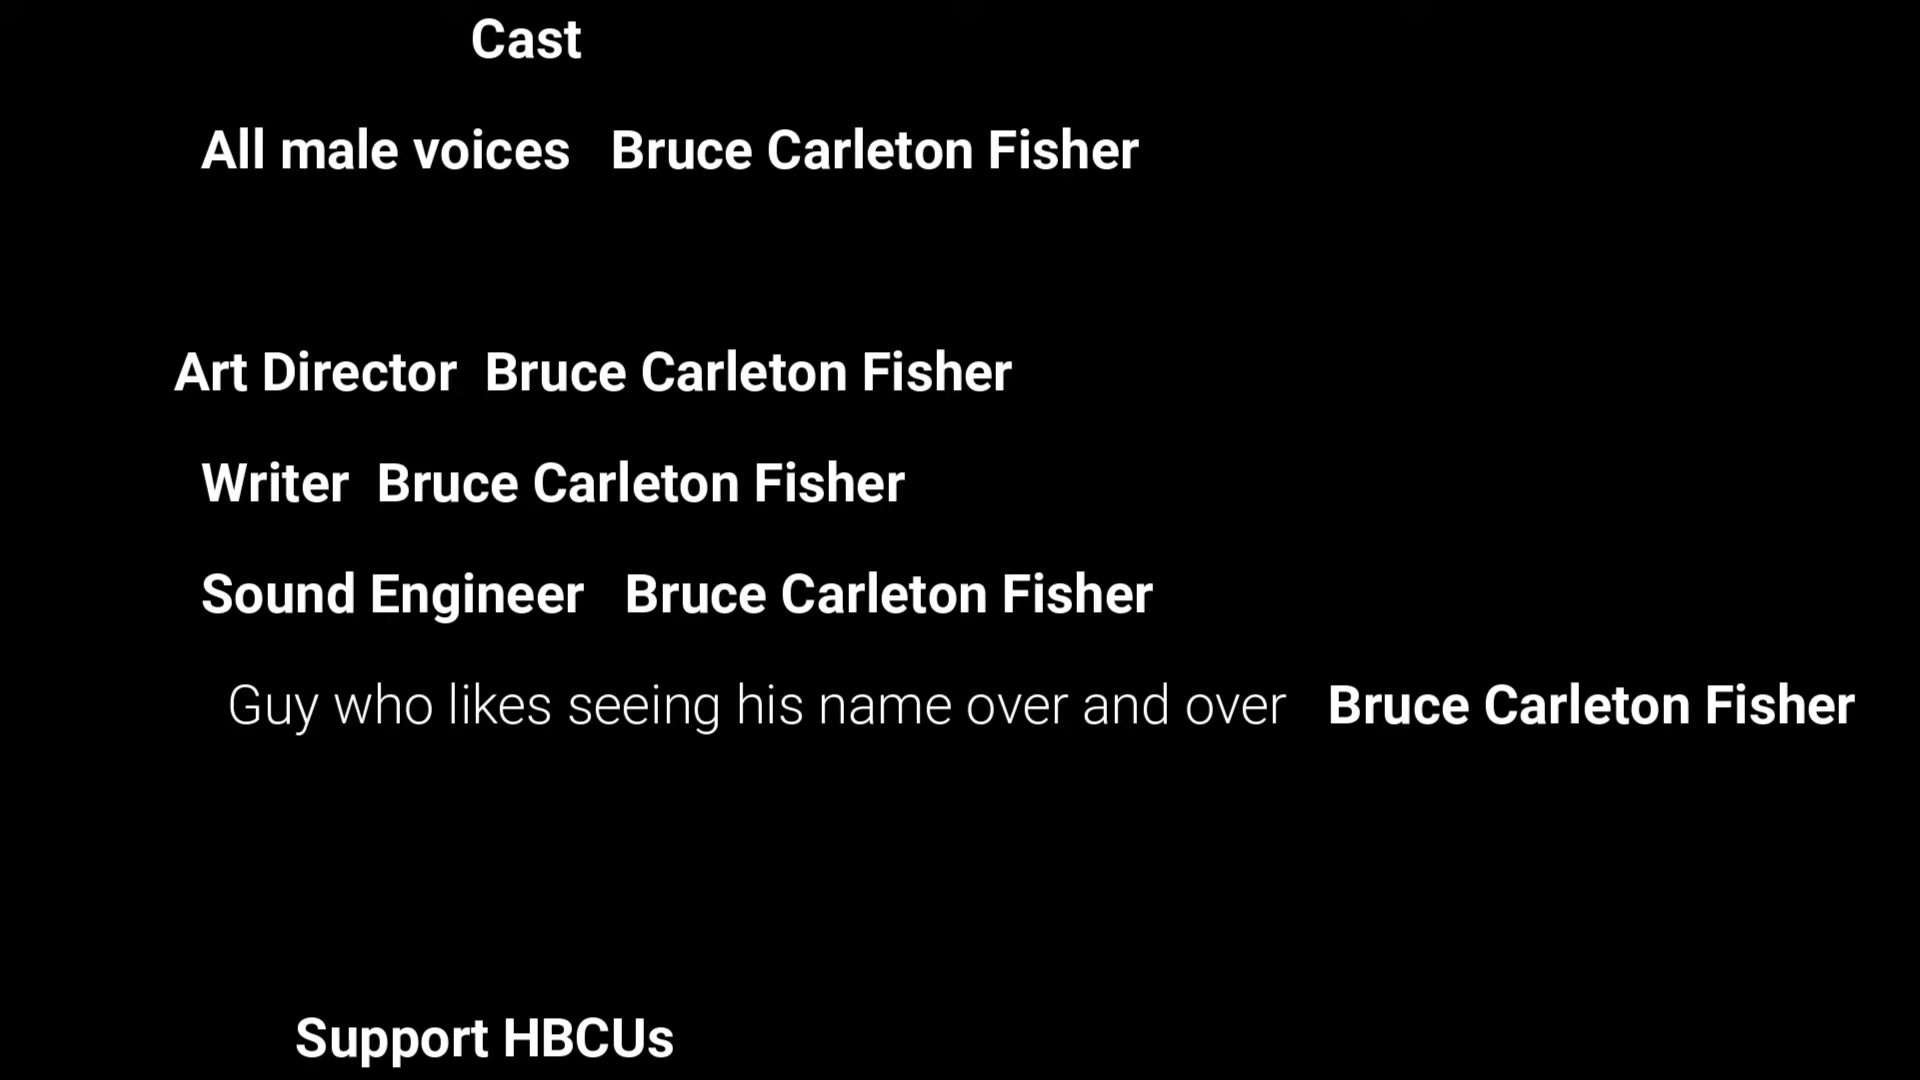 Cast
All male voices Bruce Carleton Fisher
Art Director Bruce Carleton Fisher
Writer Bruce Carleton Fisher
Sound Engineer Bruce Carleton Fisher
Guy who likes seeing his name over and over Bruce Carleton Fisher
Support HBCUs